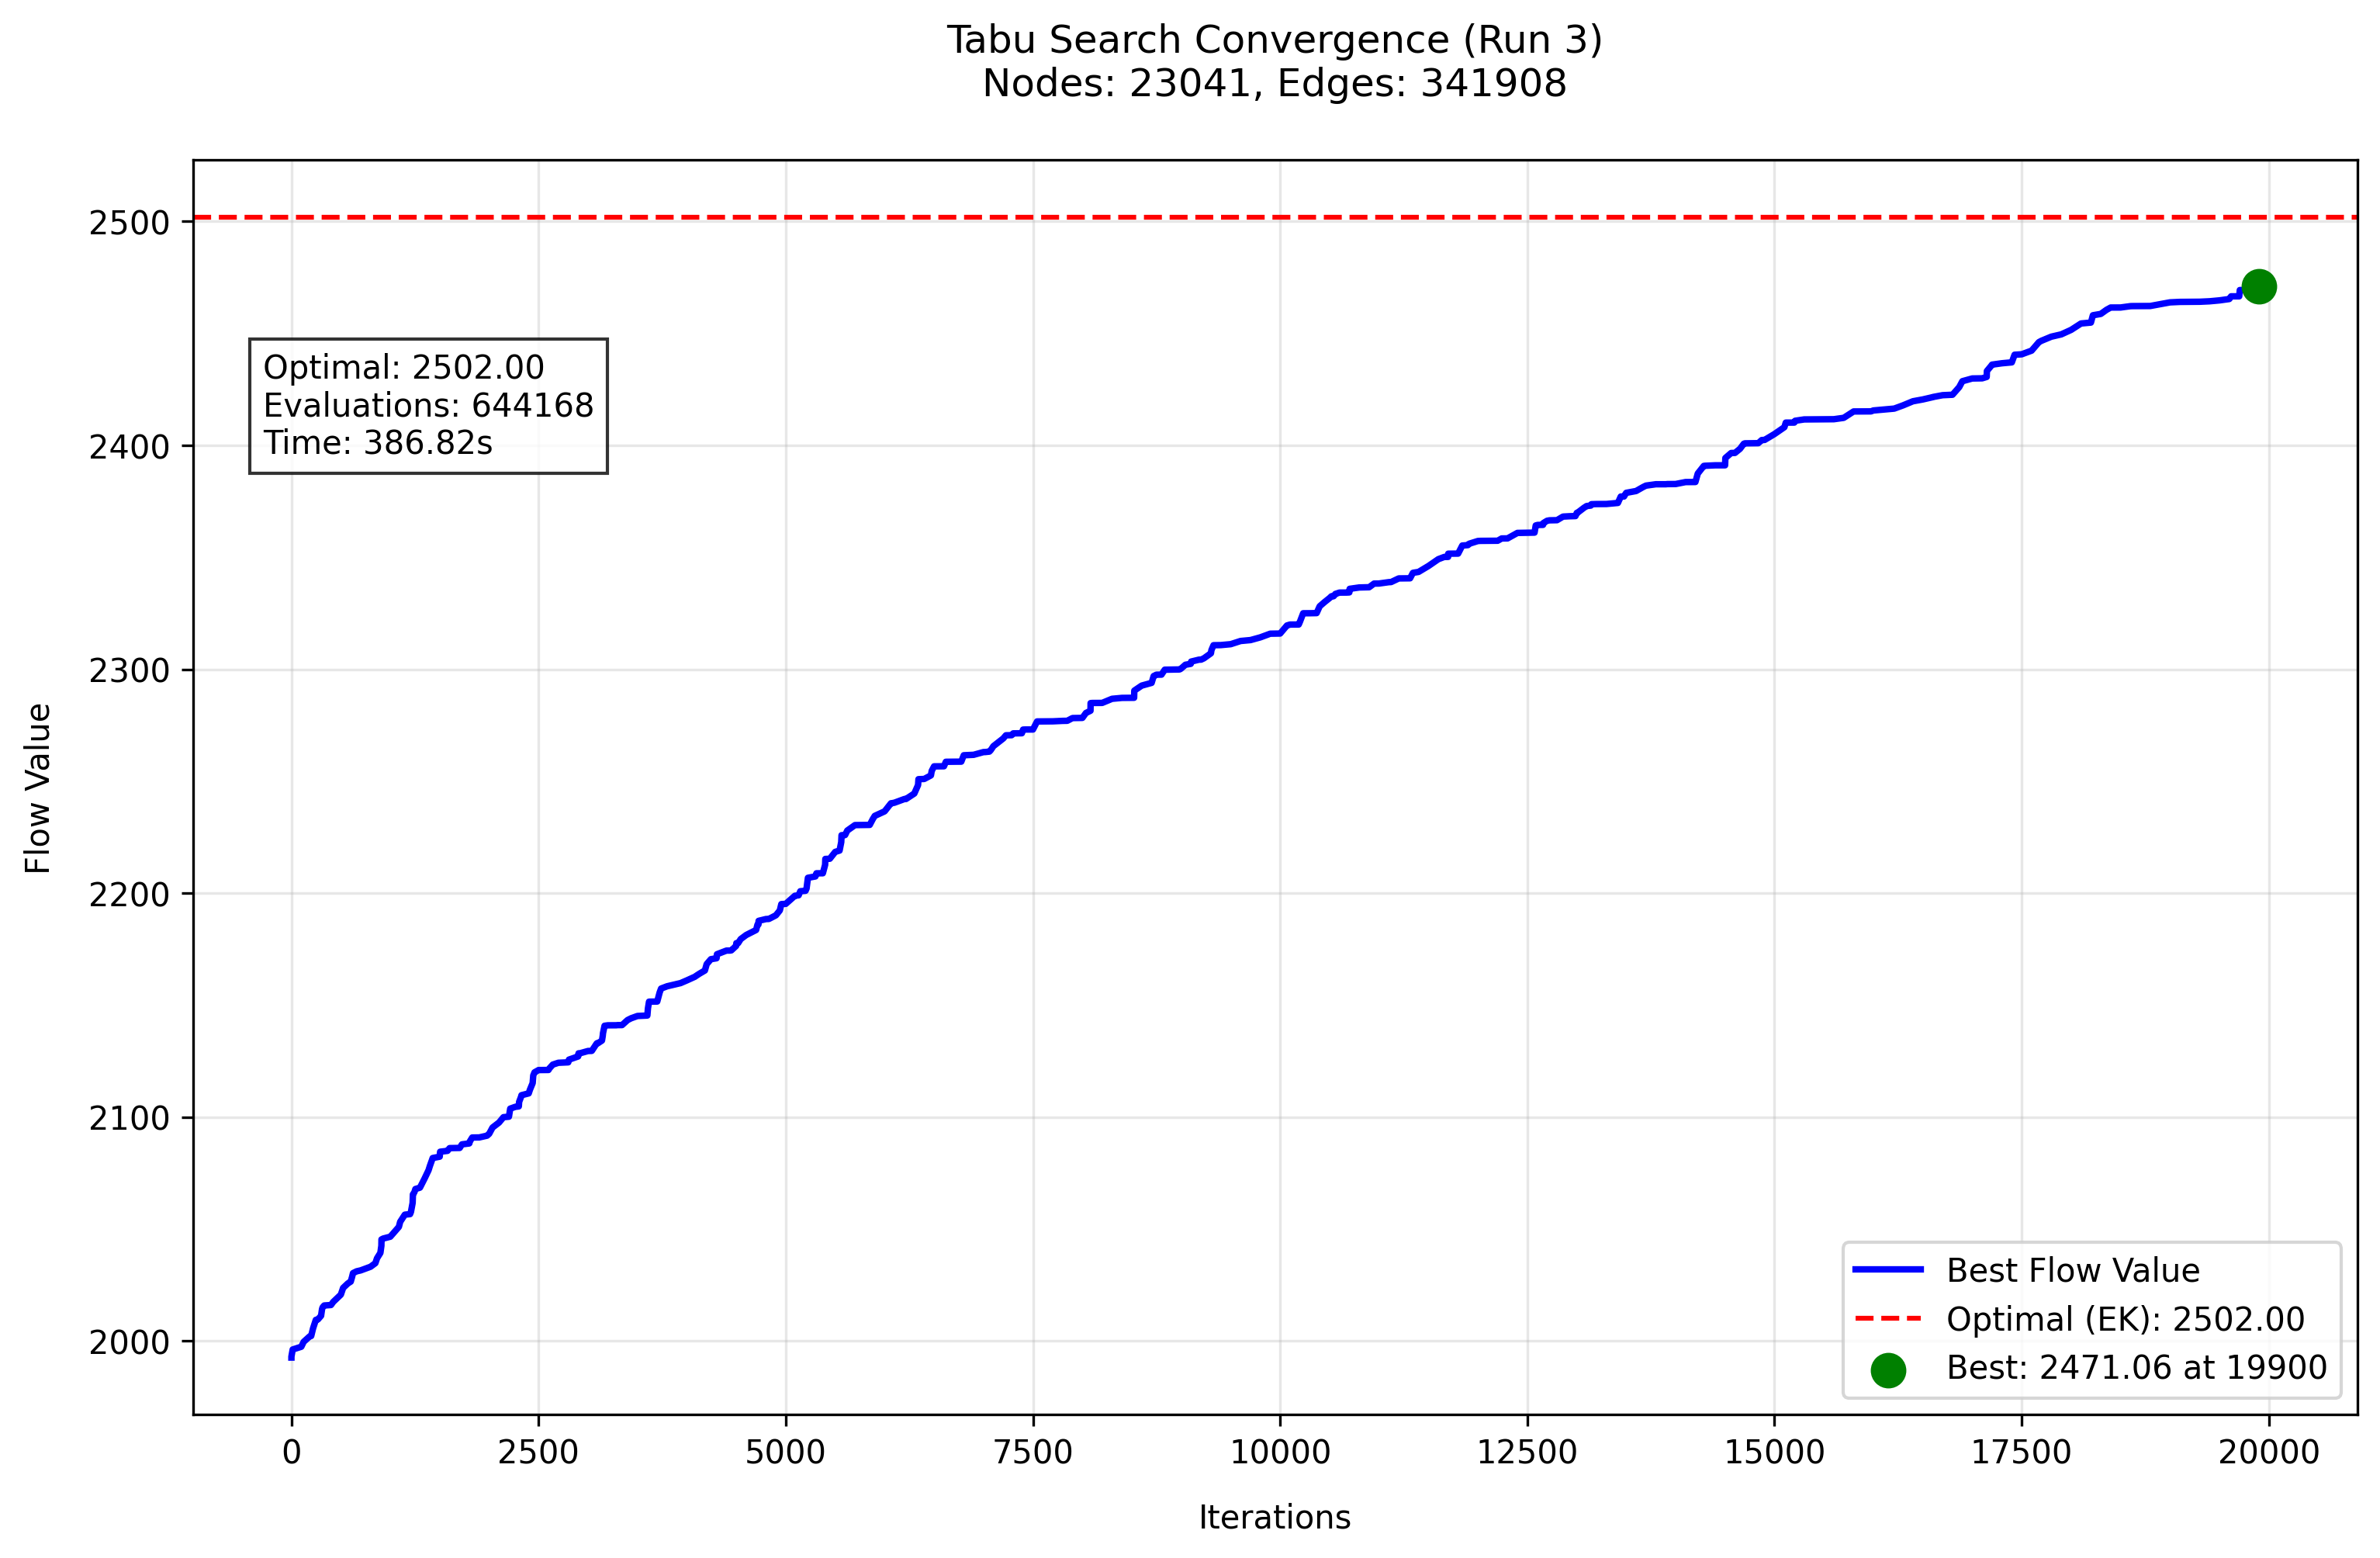 Tabu Search Convergence (Run 3)
Nodes: 23041, Edges: 341908
Flow Value
2500
2400
2300
2200
2100
2000
Optimal: 2502.00
Evaluations: 644168
Time: 386.82s
Best Flow Value
Optimal (EK): 2502.00
Best: 2471.06 at 19900
0 2500 5000 7500 10000 12500 15000 17500 20000
Iterations